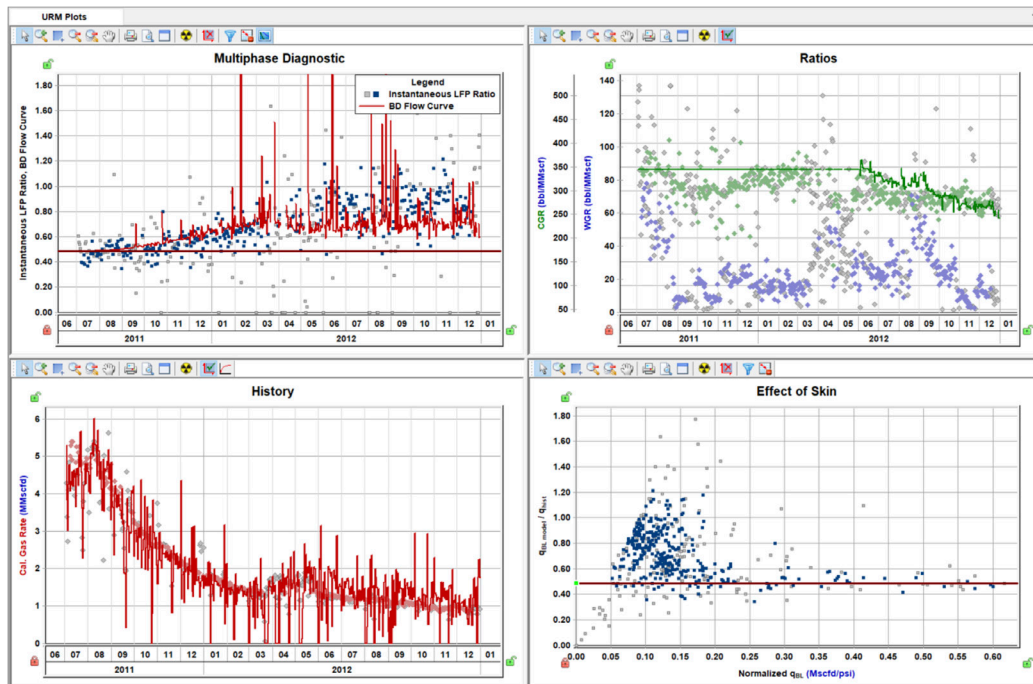 URM Plots
Multiphase Diagnostic
Legend
Instantaneous LFP Ratio
BD Flow Curve
Instantaneous LFP Ratio, BD Flow Curve
1.80
1.60
1.40
1.20
1.00
0.80
0.60
0.40
0.20
0.00
06 07 08 09 10 11 12 01 02 03 04 05 06 07 08 09 10 11 12 01
2011 2012
Ratios
CGR (bbl/MMscf)
500
450
400
350
300
250
200
150
100
50
WGR (bbl/MMscf)
140
120
100
80
60
40
20
0
06 07 08 09 10 11 12 01 02 03 04 05 06 07 08 09 10 11 12 01
2011 2012
History
Cal. Gas Rate (MMscfd)
6
5
4
3
2
1
0
06 07 08 09 10 11 12 01 02 03 04 05 06 07 08 09 10 11 12 01
2011 2012
Effect of Skin
qBL model / qhist
1.80
1.60
1.40
1.20
1.00
0.80
0.60
0.40
0.20
0.00
0.00 0.05 0.10 0.15 0.20 0.25 0.30 0.35 0.40 0.45 0.50 0.55 0.60
Normalized qBL (Mscfd/psi)